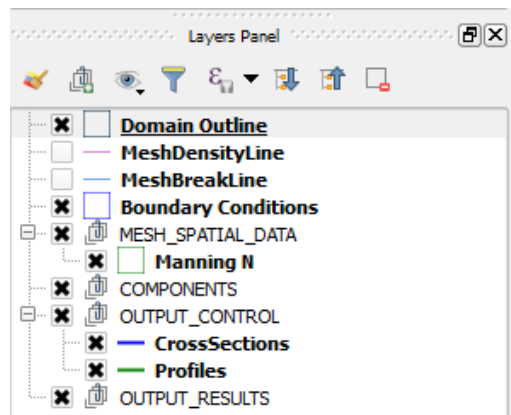 Layers Panel
Domain Outline
MeshDensityLine
MeshBreakLine
Boundary Conditions
MESH_SPATIAL_DATA
Manning N
COMPONENTS
OUTPUT_CONTROL
CrossSections
Profiles
OUTPUT_RESULTS